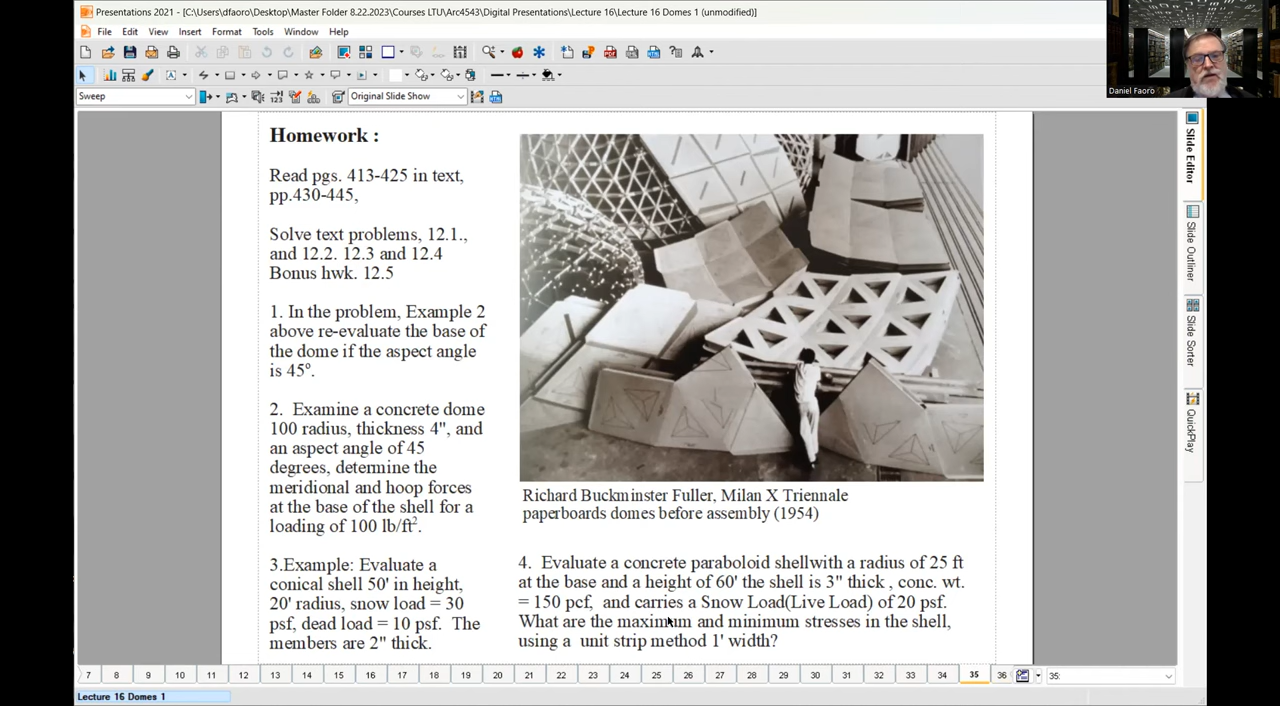 Presentations 2021 - [C:\Users\dfaoro\Desktop\Master Folder 8.22.2023\Courses LTU\Arc4543\Digital Presentations\Lecture 16\Lecture 16 Domes 1 (unmodified)]
File Edit View Insert Format Tools Window Help
Sweep
Original Slide Show
Daniel Faoro
Homework :
Read pgs. 413-425 in text,
pp.430-445,
Solve text problems, 12.1.,
and 12.2. 12.3 and 12.4
Bonus hwk. 12.5
1. In the problem, Example 2
above re-evaluate the base of
the dome if the aspect angle
is 45º.
2. Examine a concrete dome
100 radius, thickness 4", and
an aspect angle of 45
degrees, determine the
meridional and hoop forces
at the base of the shell for a
loading of 100 lb/ft².
3.Example: Evaluate a
conical shell 50' in height,
20' radius, snow load = 30
psf, dead load = 10 psf. The
members are 2" thick.
Richard Buckminster Fuller, Milan X Triennale
paperboards domes before assembly (1954)
4. Evaluate a concrete paraboloid shellwith a radius of 25 ft
at the base and a height of 60' the shell is 3" thick , conc. wt.
= 150 pcf, and carries a Snow Load(Live Load) of 20 psf.
What are the maximum and minimum stresses in the shell,
using a unit strip method 1' width?
Slide Editor
Slide Outliner
Slide Sorter
QuickPlay
7 8 9 10 11 12 13 14 15 16 17 18 19 20 21 22 23 24 25 26 27 28 29 30 31 32 33 34 35 36 35:
Lecture 16 Domes 1